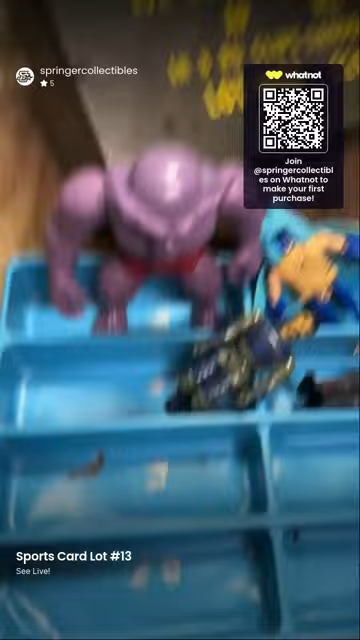 springercollectibles
★ 5
whatnot
Join
@springercollectibl
es on Whatnot to
make your first
purchase!
Sports Card Lot #13
See Live!